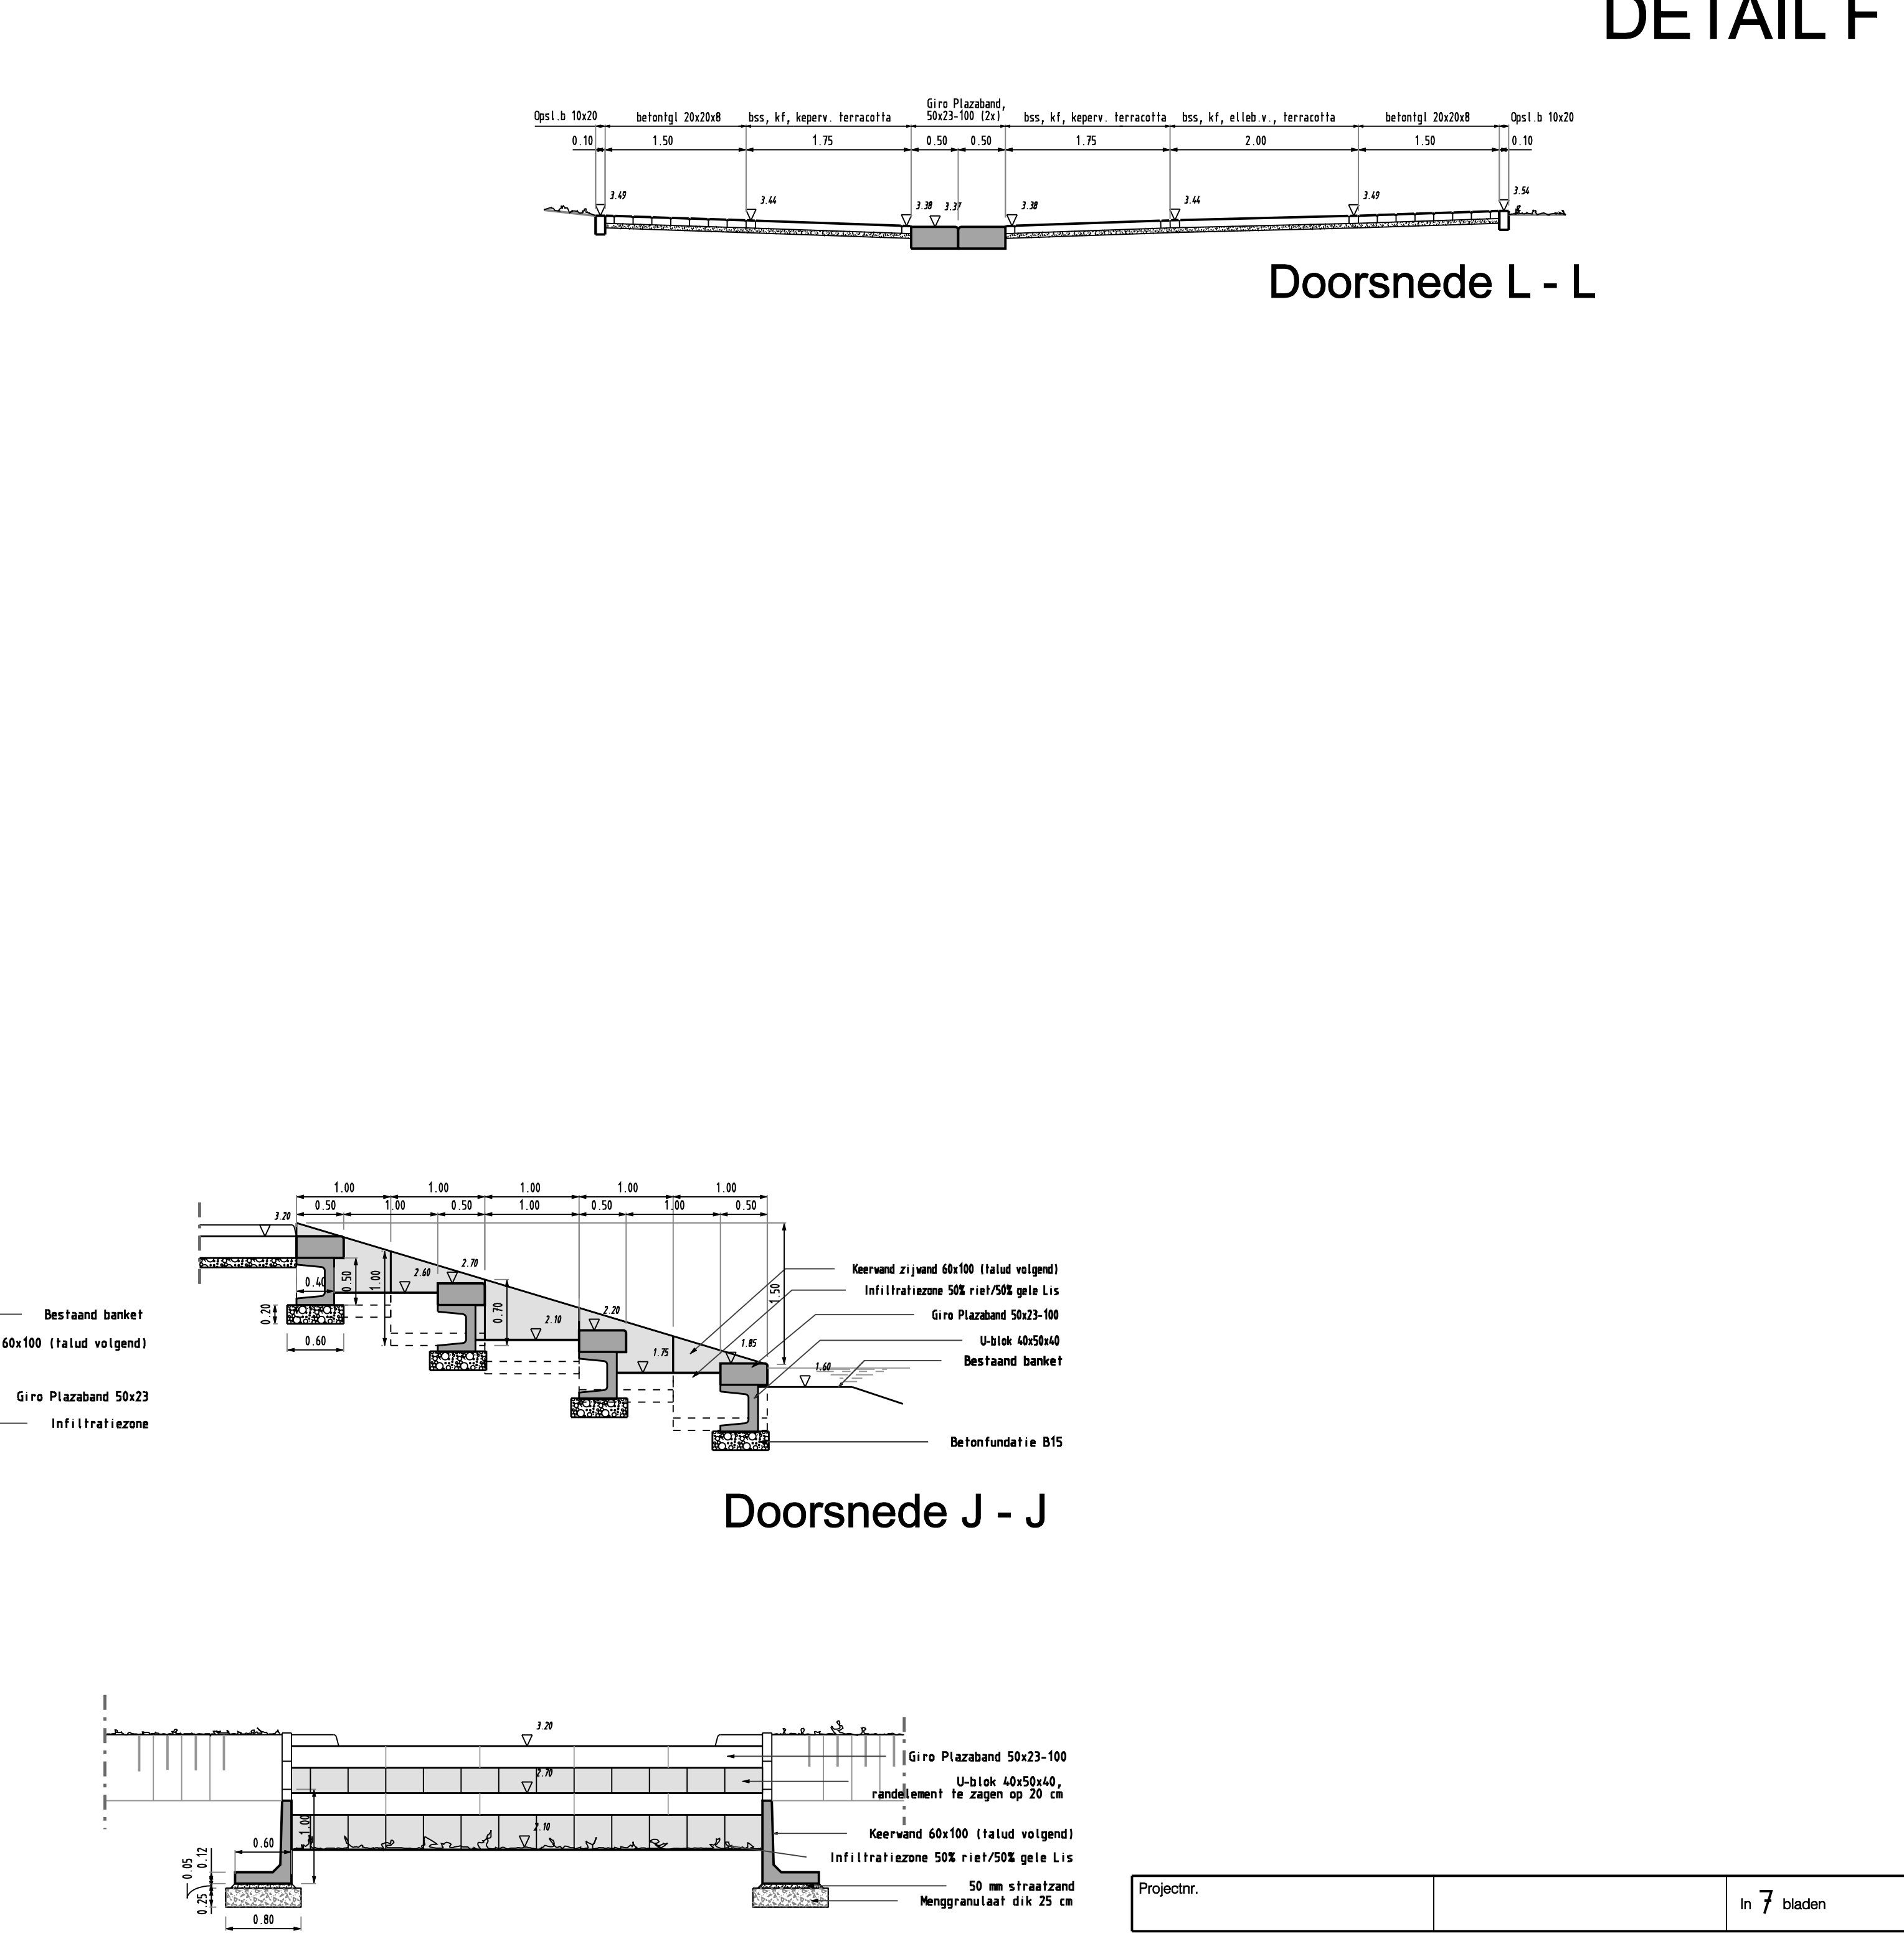 DETAIL F
Giro Plazaband,
Opsl.b 10x20 betontgl 20x20x8 bss, kf, keperv. terracotta 50x23-100 (2x) bss, kf, keperv. terracotta bss, kf, elleb.v., terracotta betontgl 20x20x8 Opsl.b 10x20
0.10 1.50 1.75 0.50 0.50 1.75 2.00 1.50 0.10
3.49 3.44 3.38 3.37 3.38 3.44 3.49 3.54
Doorsnede L - L
1.00 1.00 1.00 1.00 1.00
0.50 1.00 0.50 1.00 0.50 1.00 0.50
3.20
2.70
2.60
0.40 0.50 1.00
0.20
0.60
0.70
2.20
2.10
1.75
1.85
1.50
1.60
Keerwand zijwand 60x100 (talud volgend)
Infiltratiezone 50% riet/50% gele Lis
Giro Plazaband 50x23-100
U-blok 40x50x40
Bestaand banket
Betonfundatie B15
Bestaand banket
60x100 (talud volgend)
Giro Plazaband 50x23
Infiltratiezone
Doorsnede J - J
3.20
2.70
2.10
1.00
0.60
0.05 0.12
0.25
0.80
Giro Plazaband 50x23-100
U-blok 40x50x40,
randelement te zagen op 20 cm
Keerwand 60x100 (talud volgend)
Infiltratiezone 50% riet/50% gele Lis
50 mm straatzand
Menggranulaat dik 25 cm
Projectnr.
In 7 bladen